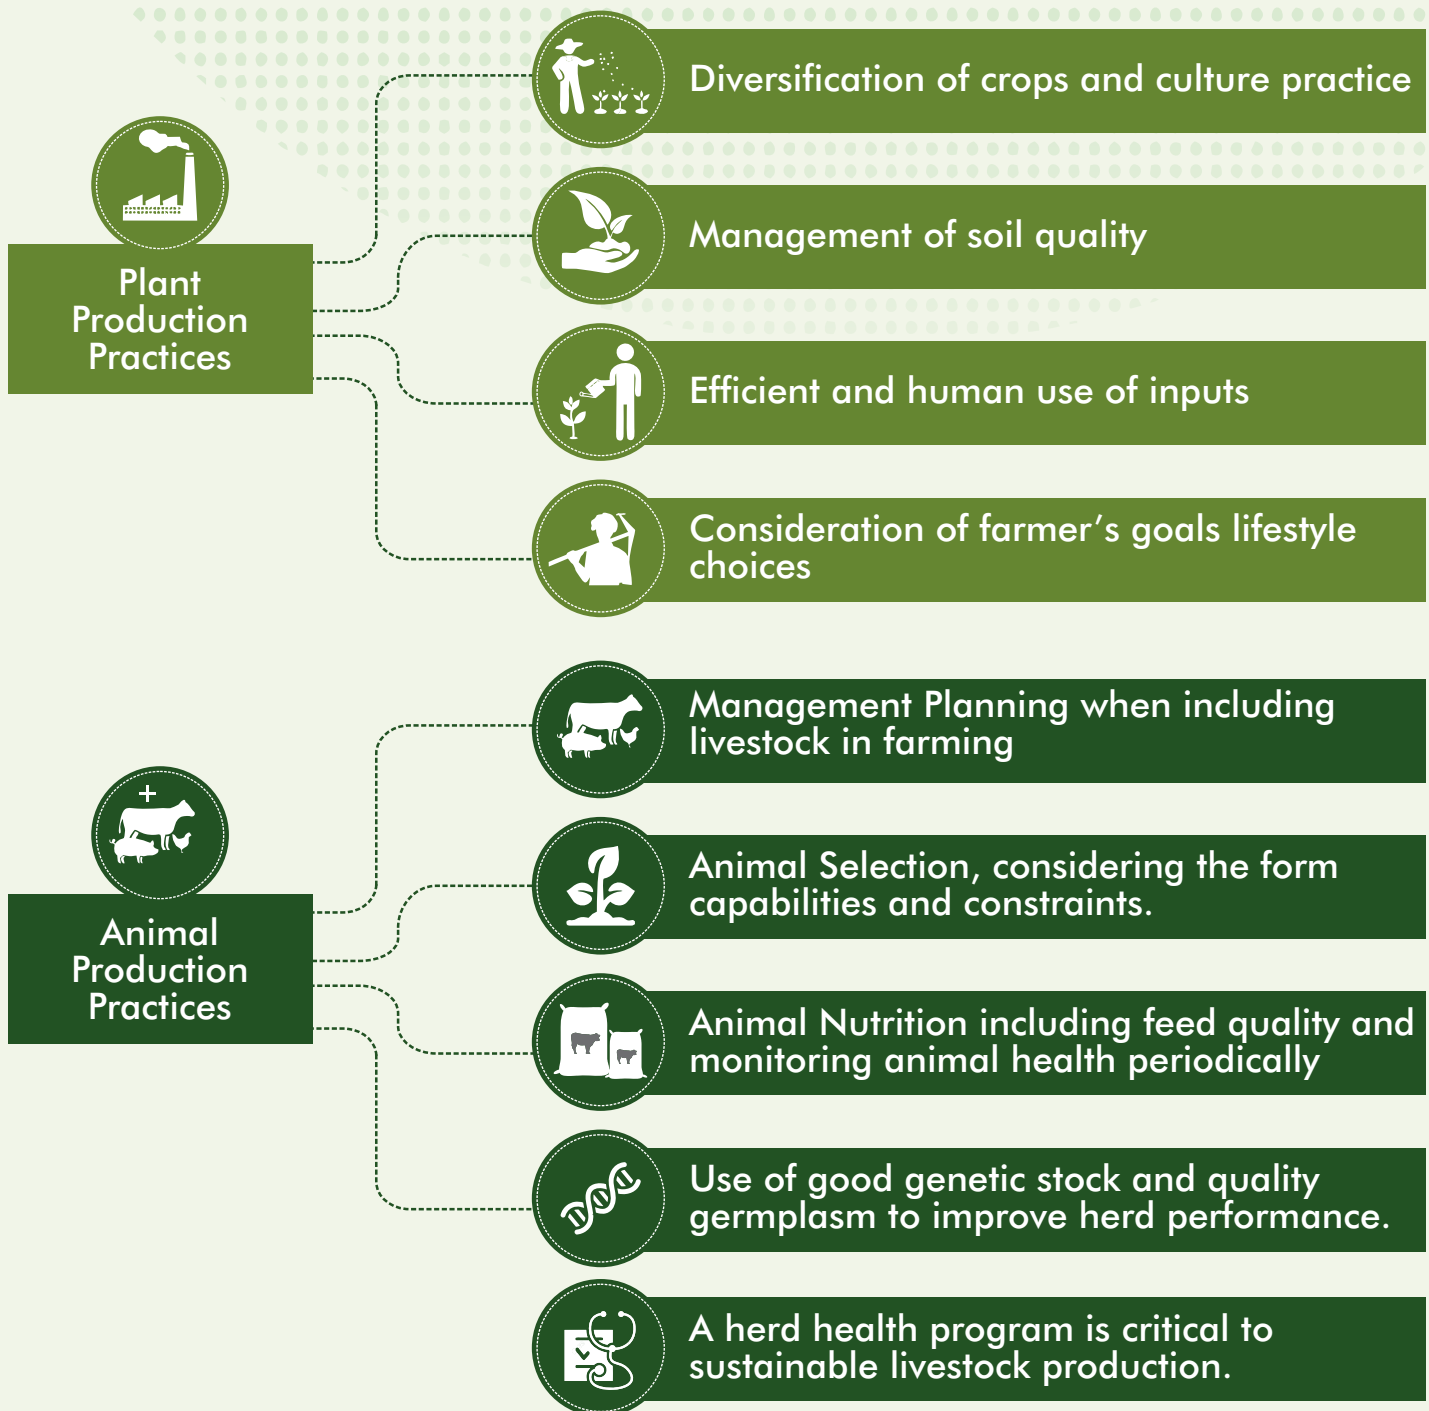 Plant
Production
Practices
Diversification of crops and culture practice
Management of soil quality
Efficient and human use of inputs
Consideration of farmer’s goals lifestyle
choices
Animal
Production
Practices
Management Planning when including
livestock in farming
Animal Selection, considering the form
capabilities and constraints.
Animal Nutrition including feed quality and
monitoring animal health periodically
Use of good genetic stock and quality
germplasm to improve herd performance.
A herd health program is critical to
sustainable livestock production.